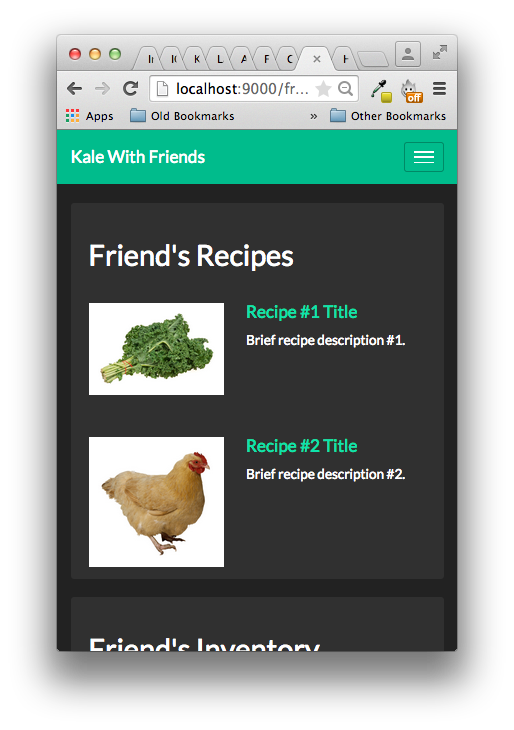 localhost:9000/fr...
Apps
Old Bookmarks
»
Other Bookmarks
off
Kale With Friends
Friend's Recipes
Recipe #1 Title
Brief recipe description #1.
Recipe #2 Title
Brief recipe description #2.
Friend's Inventory